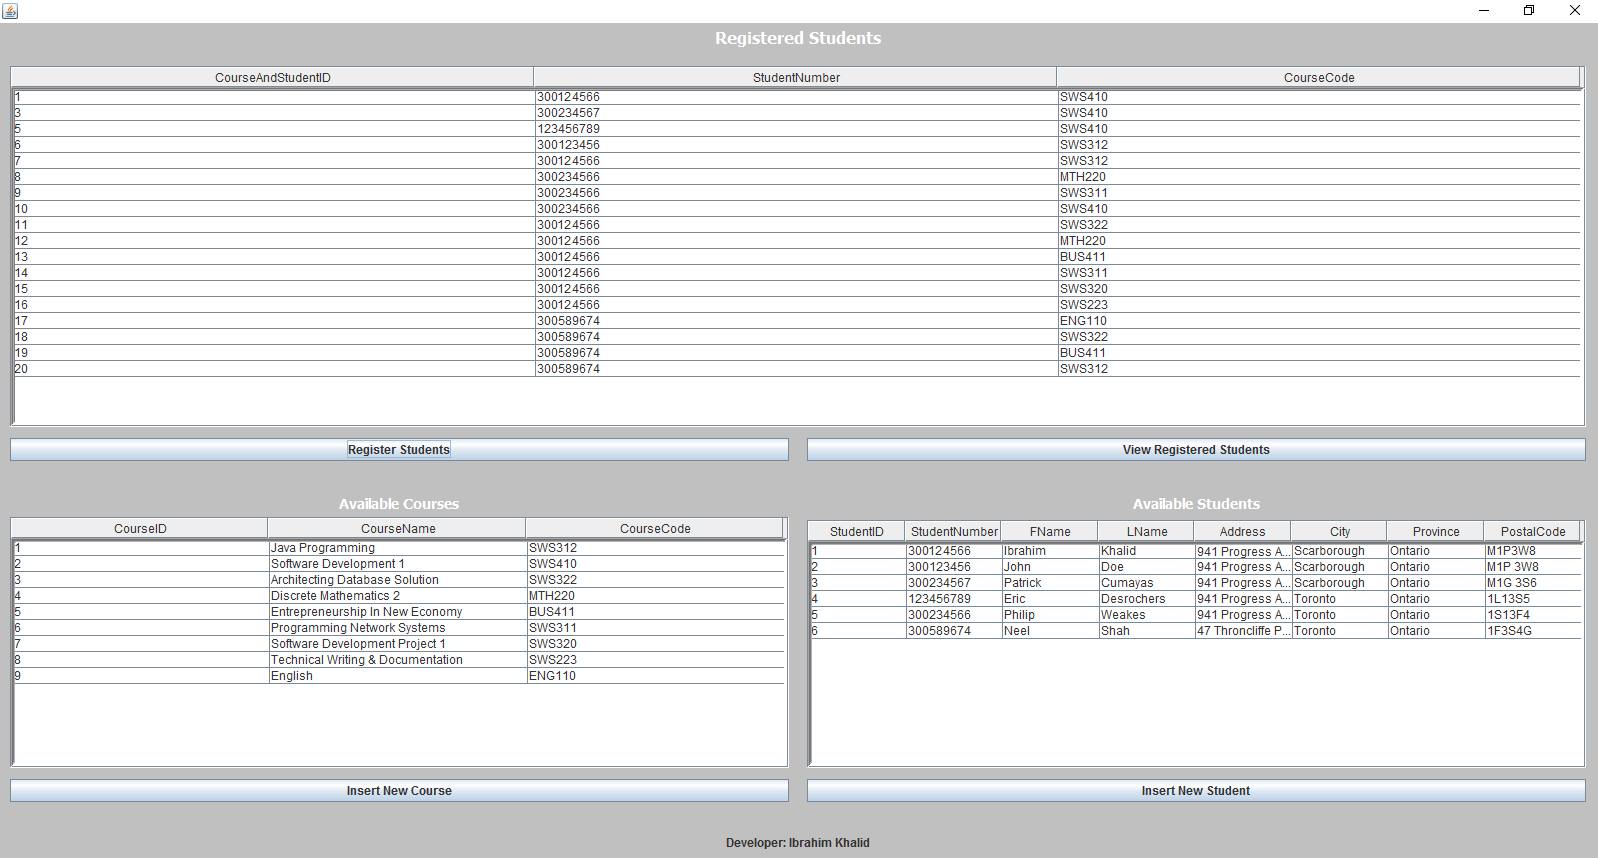 Registered Students
CourseAndStudentID StudentNumber CourseCode
1 300124566 SWS410
3 300234567 SWS410
5 123456789 SWS410
6 300123456 SWS312
7 300124566 SWS312
8 300234566 MTH220
9 300234566 SWS311
10 300234566 SWS410
11 300124566 SWS322
12 300124566 MTH220
13 300124566 BUS411
14 300124566 SWS311
15 300124566 SWS320
16 300124566 SWS223
17 300589674 ENG110
18 300589674 SWS322
19 300589674 BUS411
20 300589674 SWS312
Register Students View Registered Students
Available Courses
CourseID CourseName CourseCode
1 Java Programming SWS312
2 Software Development 1 SWS410
3 Architecting Database Solution SWS322
4 Discrete Mathematics 2 MTH220
5 Entrepreneurship In New Economy BUS411
6 Programming Network Systems SWS311
7 Software Development Project 1 SWS320
8 Technical Writing & Documentation SWS223
9 English ENG110
Insert New Course
Available Students
StudentID StudentNumber FName LName Address City Province PostalCode
1 300124566 Ibrahim Khalid 941 Progress A... Scarborough Ontario M1P3W8
2 300123456 John Doe 941 Progress A... Scarborough Ontario M1P 3W8
3 300234567 Patrick Cumayas 941 Progress A... Scarborough Ontario M1G 3S6
4 123456789 Eric Desrochers 941 Progress A... Toronto Ontario 1L13S5
5 300234566 Philip Weakes 941 Progress A... Toronto Ontario 1S13F4
6 300589674 Neel Shah 47 Throncliffe P... Toronto Ontario 1F3S4G
Insert New Student
Developer: Ibrahim Khalid